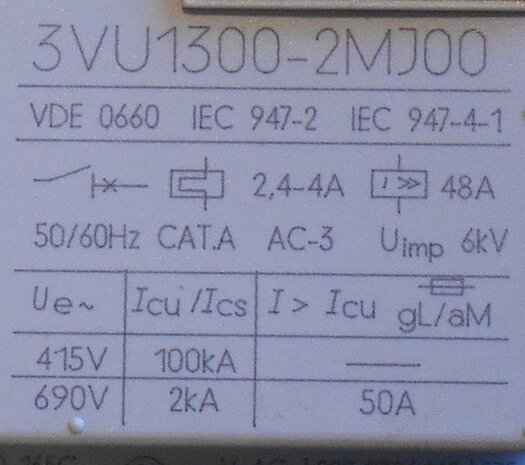 3VU1300-2MJ00
VDE 0660 IEC 947-2 IEC 947-4-1
2,4-4A I >> 48A
50/60Hz CAT.A AC-3 Uimp 6kV
Ue~ Icu/Ics I > Icu gL/aM
415V 100kA —
690V 2kA 50A